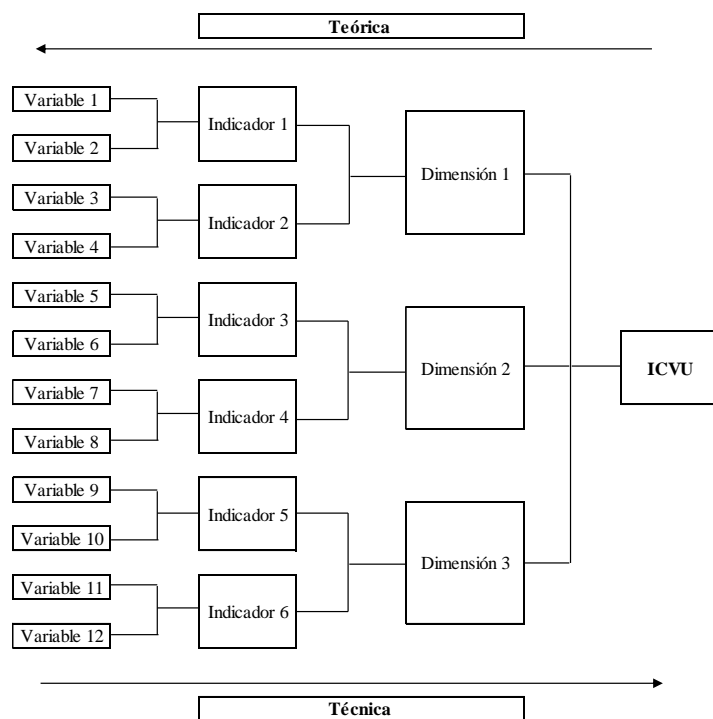 Teórica
Variable 1
Variable 2
Variable 3
Variable 4
Variable 5
Variable 6
Variable 7
Variable 8
Variable 9
Variable 10
Variable 11
Variable 12
Indicador 1
Indicador 2
Indicador 3
Indicador 4
Indicador 5
Indicador 6
Dimensión 1
Dimensión 2
Dimensión 3
ICVU
Técnica